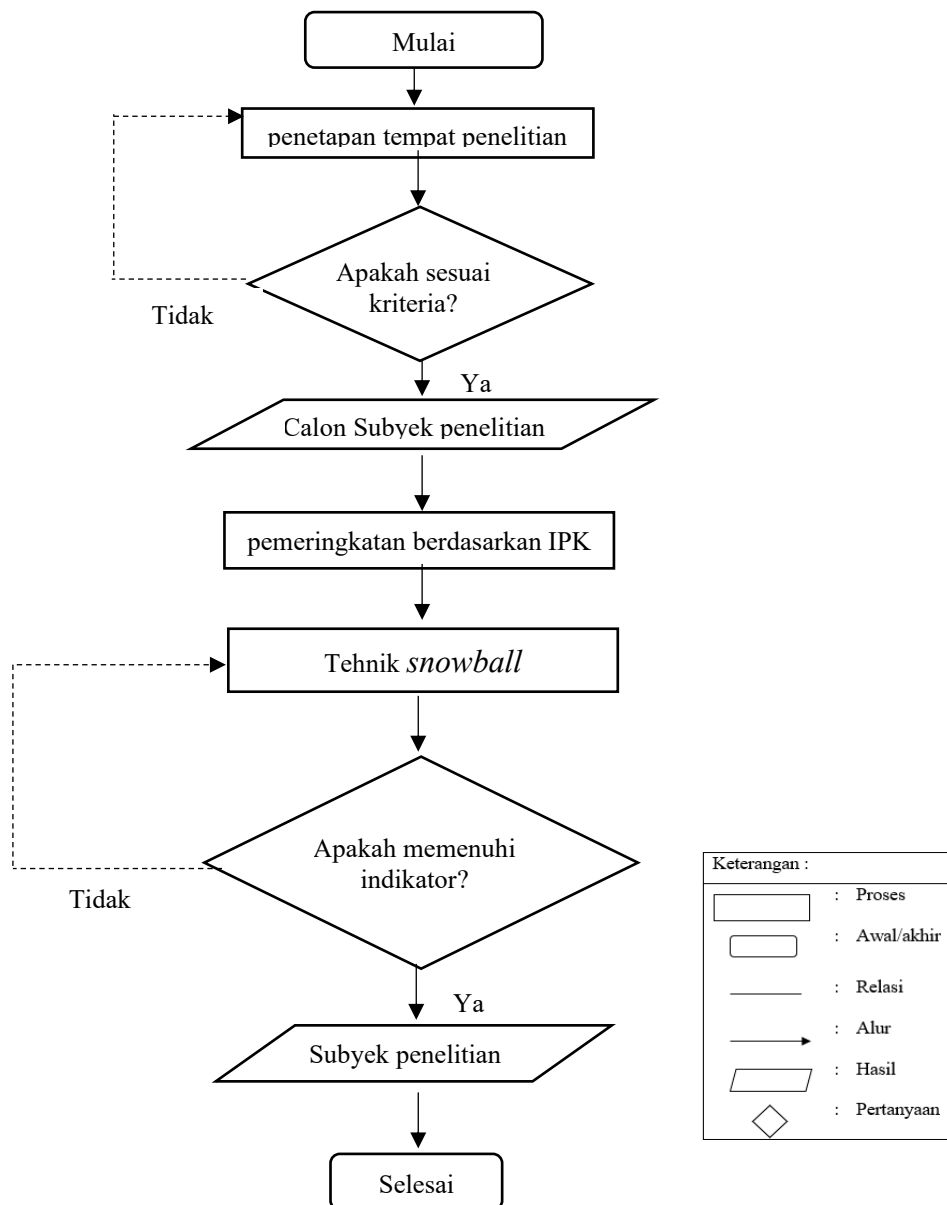 Mulai
penetapan tempat penelitian
Apakah sesuai
kriteria?
Tidak
Ya
Calon Subyek penelitian
pemeringkatan berdasarkan IPK
Tehnik snowball
Apakah memenuhi
indikator?
Tidak
Ya
Subyek penelitian
Selesai
Keterangan :
: Proses
: Awal/akhir
: Relasi
: Alur
: Hasil
: Pertanyaan